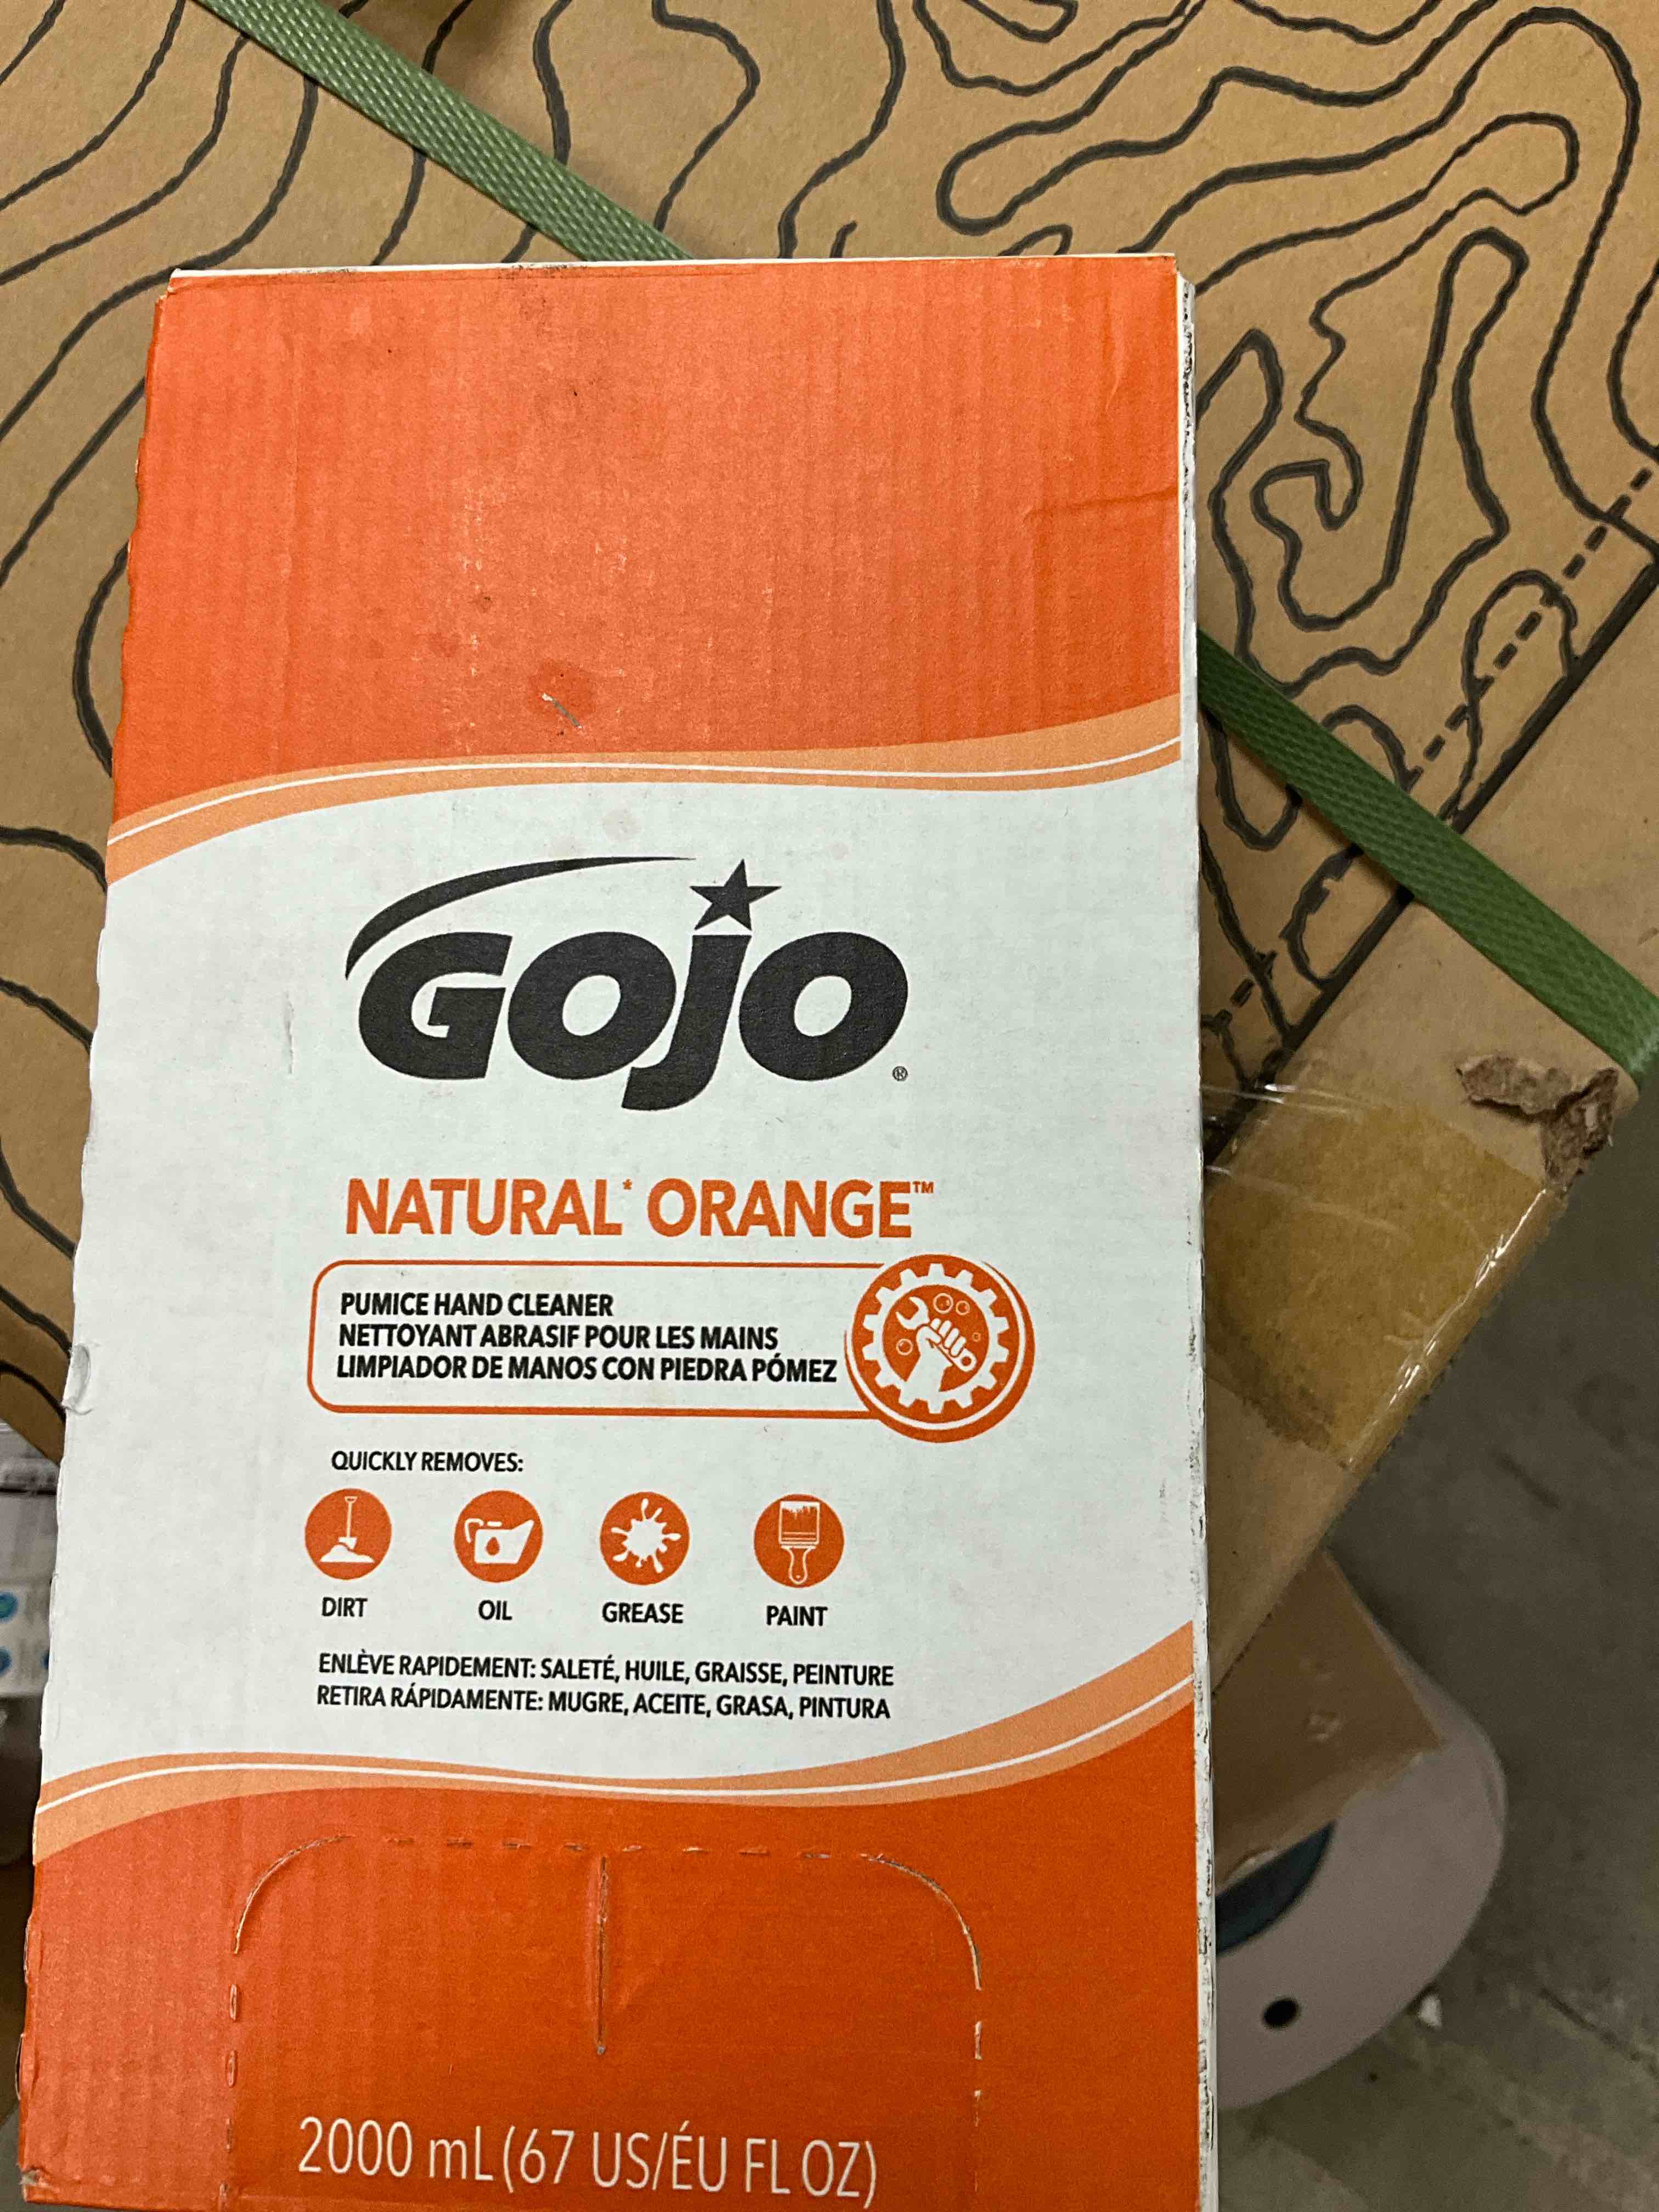 GOJO®
NATURAL* ORANGE™
PUMICE HAND CLEANER
NETTOYANT ABRASIF POUR LES MAINS
LIMPIADOR DE MANOS CON PIEDRA PÓMEZ
QUICKLY REMOVES:
DIRT OIL GREASE PAINT
ENLÈVE RAPIDEMENT: SALETÉ, HUILE, GRAISSE, PEINTURE
RETIRA RÁPIDAMENTE: MUGRE, ACEITE, GRASA, PINTURA
2000 mL (67 US/ÉU FL OZ)